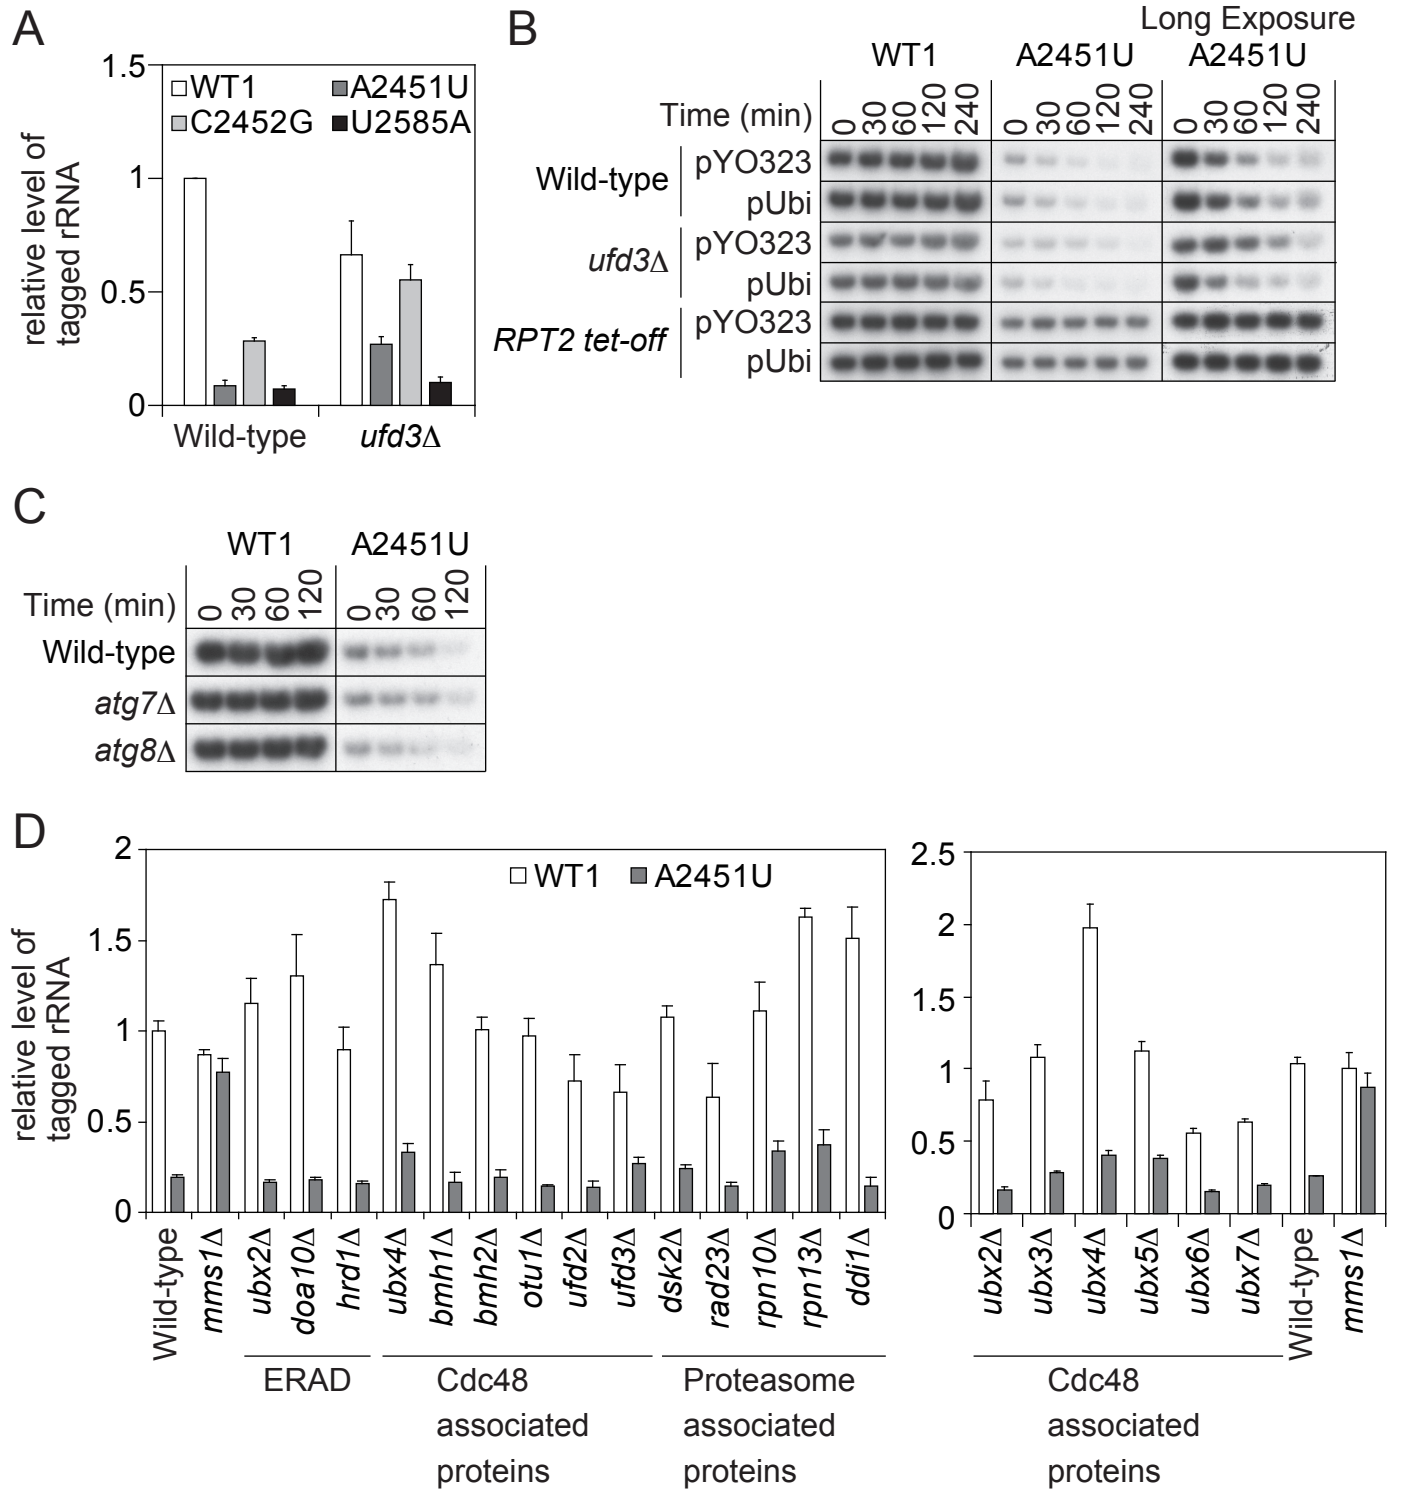 A
1.5
1
0.5
0
relative level of
tagged rRNA
WT1 A2451U
C2452G U2585A
Wild-type ufd3Δ
B
Long Exposure
WT1 A2451U A2451U
Time (min) 0 30 60 120 240 0 30 60 120 240 0 30 60 120 240
Wild-type pYO323
pUbi
ufd3Δ pYO323
pUbi
RPT2 tet-off pYO323
pUbi
C
WT1 A2451U
Time (min) 0 30 60 120 0 30 60 120
Wild-type
atg7Δ
atg8Δ
D
2
1.5
1
0.5
0
relative level of
tagged rRNA
WT1 A2451U
Wild-type mms1Δ ubx2Δ doa10Δ hrd1Δ ubx4Δ bmh1Δ bmh2Δ otu1Δ ufd2Δ ufd3Δ dsk2Δ rad23Δ rpn10Δ rpn13Δ ddi1Δ
ERAD
Cdc48
associated
proteins
Proteasome
associated
proteins
2.5
2
1.5
1
0.5
0
ubx2Δ ubx3Δ ubx4Δ ubx5Δ ubx6Δ ubx7Δ Wild-type mms1Δ
Cdc48
associated
proteins